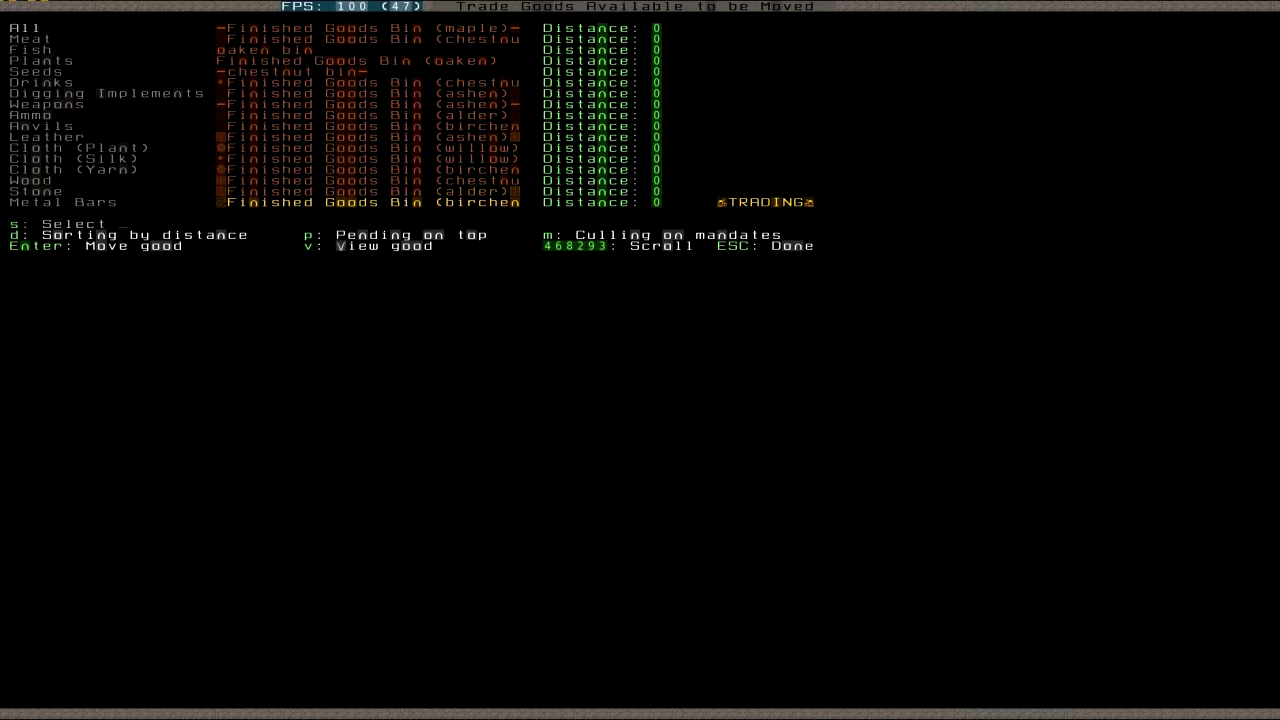 FPS: 100 (47) Trade Goods Available to be Moved
All -Finished Goods Bin (maple)- Distance: 0
Meat Finished Goods Bin (chestnu Distance: 0
Fish oaken bin Distance: 0
Plants Finished Goods Bin (oaken) Distance: 0
Seeds -chestnut bin- Distance: 0
Drinks *Finished Goods Bin (chestnu Distance: 0
Digging Implements Finished Goods Bin (ashen) Distance: 0
Weapons -Finished Goods Bin (ashen)- Distance: 0
Ammo Finished Goods Bin (alder) Distance: 0
Anvils Finished Goods Bin (birchen Distance: 0
Leather Finished Goods Bin (ashen) Distance: 0
Cloth (Plant) Finished Goods Bin (willow) Distance: 0
Cloth (Silk) *Finished Goods Bin (willow) Distance: 0
Cloth (Yarn) Finished Goods Bin (birchen Distance: 0
Wood Finished Goods Bin (chestnu Distance: 0
Stone Finished Goods Bin (alder) Distance: 0
Metal Bars Finished Goods Bin (birchen Distance: 0 TRADING
s: Select _
d: Sorting by distance p: Pending on top m: Culling on mandates
Enter: Move good v: View good 468293: Scroll ESC: Done